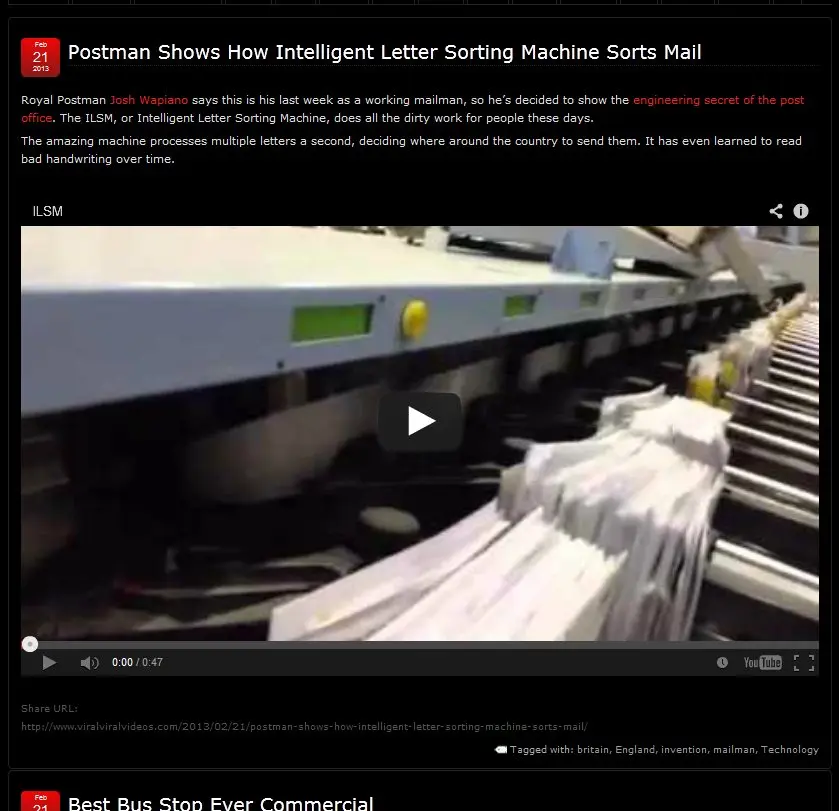 Feb
21
2013
Postman Shows How Intelligent Letter Sorting Machine Sorts Mail
Royal Postman Josh Wapiano says this is his last week as a working mailman, so he’s decided to show the engineering secret of the post
office. The ILSM, or Intelligent Letter Sorting Machine, does all the dirty work for people these days.
The amazing machine processes multiple letters a second, deciding where around the country to send them. It has even learned to read
bad handwriting over time.
ILSM
0:00 / 0:47
YouTube
Share URL:
http://www.viralviralvideos.com/2013/02/21/postman-shows-how-intelligent-letter-sorting-machine-sorts-mail/
Tagged with: britain, England, invention, mailman, Technology
Feb
21
Best Bus Stop Ever Commercial